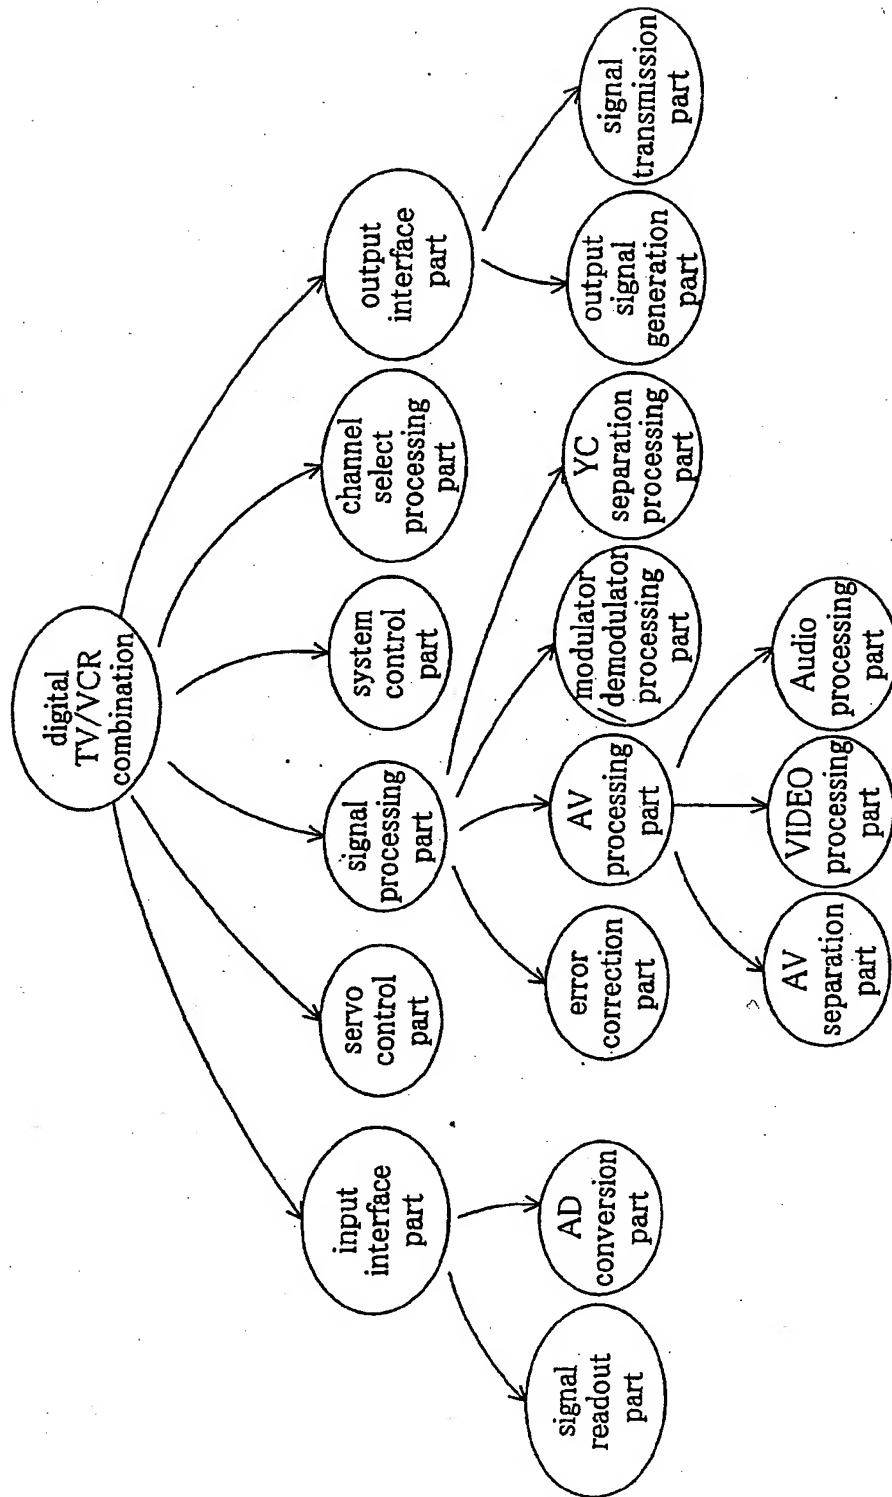 digital
TV/VCR
combination
input
interface
part
servo
control
part
signal
processing
part
system
control
part
channel
select
processing
part
output
interface
part
signal
readout
part
AD
conversion
part
error
correction
part
AV
processing
part
modulator
/demodulator
processing
part
YC
separation
processing
part
output
signal
generation
part
signal
transmission
part
AV
separation
part
VIDEO
processing
part
Audio
processing
part